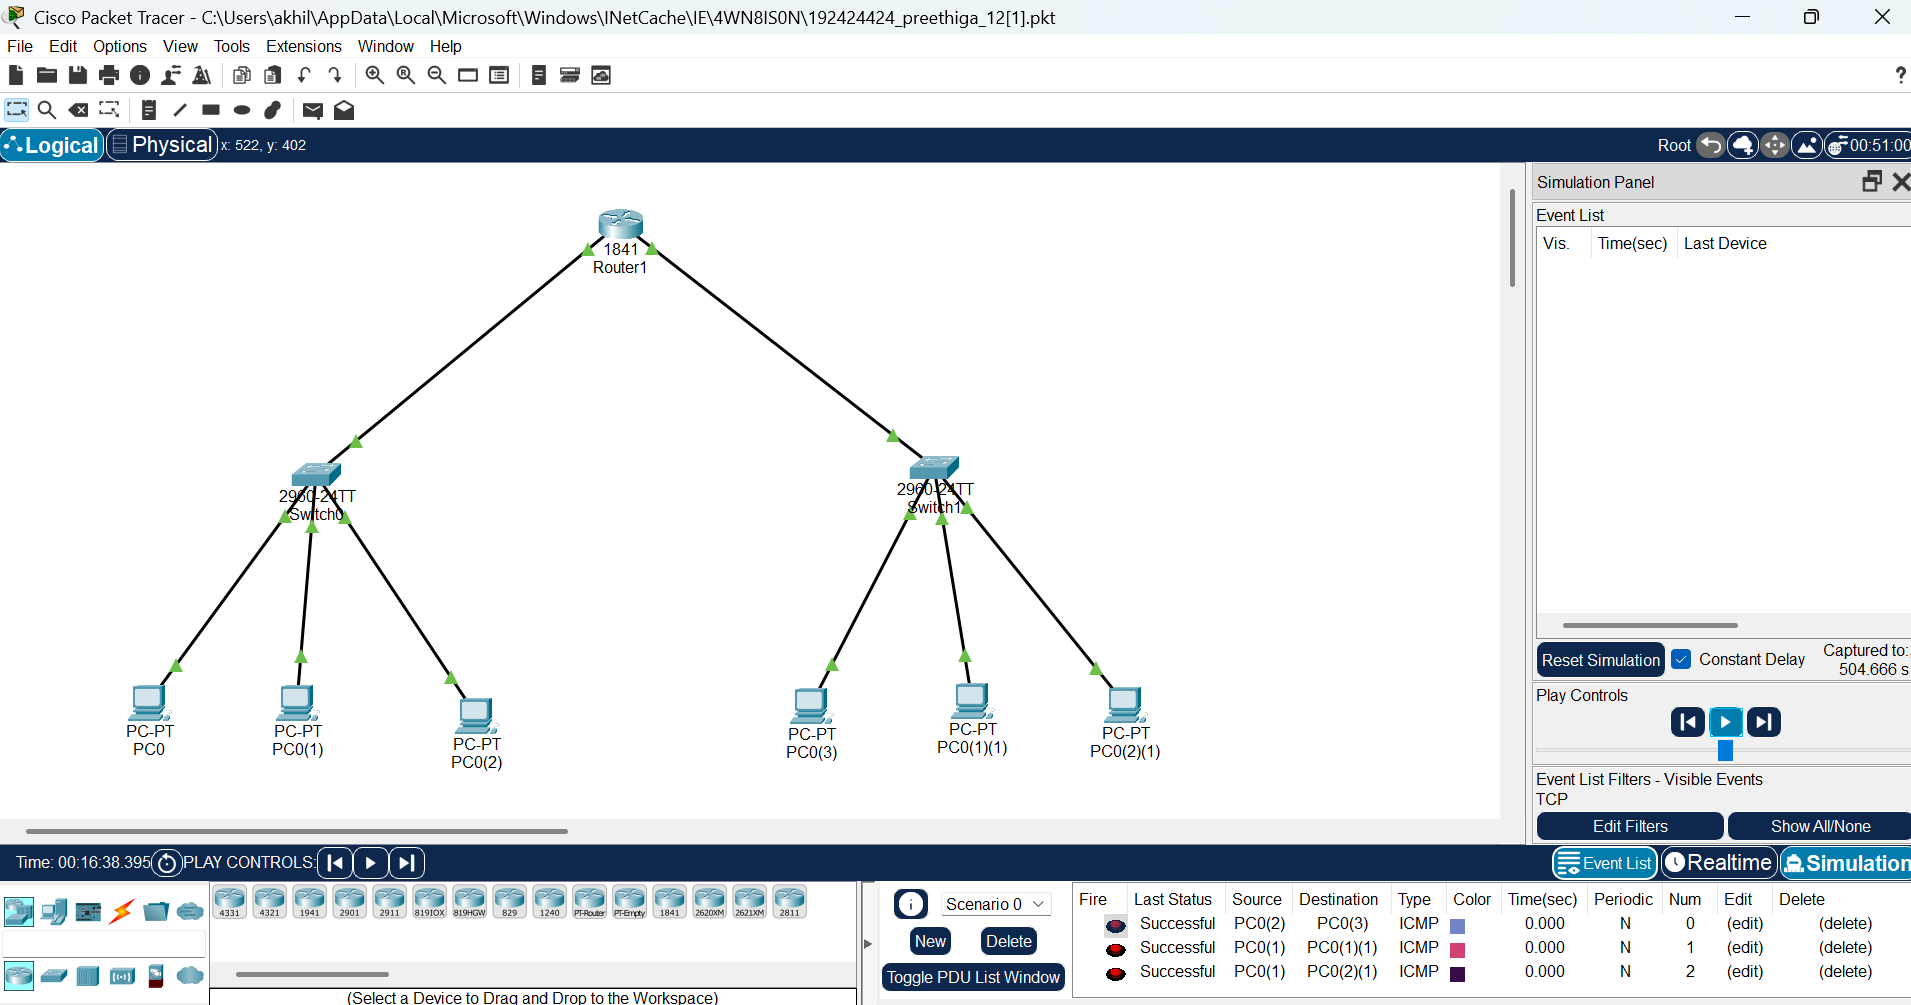 Cisco Packet Tracer - C:\Users\akhil\AppData\Local\Microsoft\Windows\INetCache\IE\4WN8IS0N\192424424_preethiga_12[1].pkt
File Edit Options View Tools Extensions Window Help
?
Logical Physical x: 522, y: 402 Root 00:51:00
Simulation Panel
Event List
Vis. Time(sec) Last Device
1841
Router1
2960-24TT
Switch0
2960-24TT
Switch1
PC-PT
PC0
PC-PT
PC0(1)
PC-PT
PC0(2)
PC-PT
PC0(3)
PC-PT
PC0(1)(1)
PC-PT
PC0(2)(1)
Reset Simulation Constant Delay Captured to:
504.666 s
Play Controls
Event List Filters - Visible Events
TCP
Edit Filters Show All/None
Time: 00:16:38.395 PLAY CONTROLS: Event List Realtime Simulation
4331 4321 1941 2901 2911 819IOX 819HGW 829 1240 PT-Router PT-Empty 1841 2620XM 2621XM 2811
(Select a Device to Drag and Drop to the Workspace)
Scenario 0
New Delete
Toggle PDU List Window
Fire Last Status Source Destination Type Color Time(sec) Periodic Num Edit Delete
Successful PC0(2) PC0(3) ICMP 0.000 N 0 (edit) (delete)
Successful PC0(1) PC0(1)(1) ICMP 0.000 N 1 (edit) (delete)
Successful PC0(1) PC0(2)(1) ICMP 0.000 N 2 (edit) (delete)